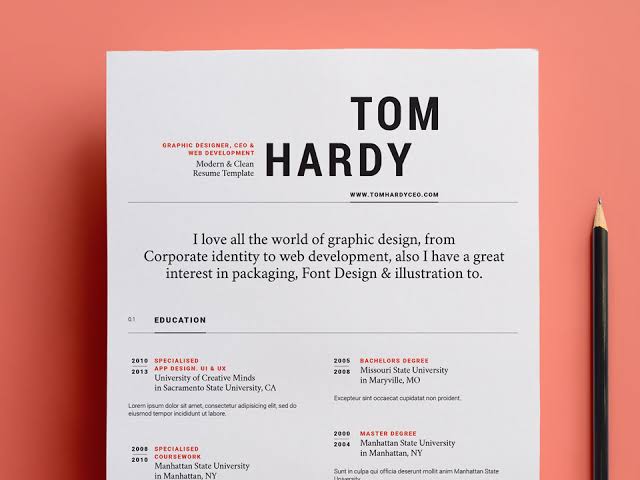 TOM
HARDY
GRAPHIC DESIGNER, CEO &
WEB DEVELOPMENT
Modern & Clean
Resume Template
WWW.TOMHARDYCEO.COM
I love all the world of graphic design, from
Corporate identity to web development, also I have a great
interest in packaging, Font Design & illustration to.
0.1 EDUCATION
2010
2013
SPECIALISED
APP DESIGN. UI & UX
University of Creative Minds
in Sacramento State University, CA
Lorem ipsum dolor sit amet, consectetur adipisicing elit, sed do
eiusmod tempor incididunt ut labore.
2005
2008
BACHELORS DEGREE
Missouri State University
in Maryville, MO
Excepteur sint occaecat cupidatat non proident.
2008
2010
SPECIALISED
COURSEWORK
Manhattan State University
in Manhattan, NY
2000
2004
MASTER DEGREE
Manhattan State University
in Manhattan, NY
Sunt in culpa qui officia deserunt mollit anim Manhattan State
University.